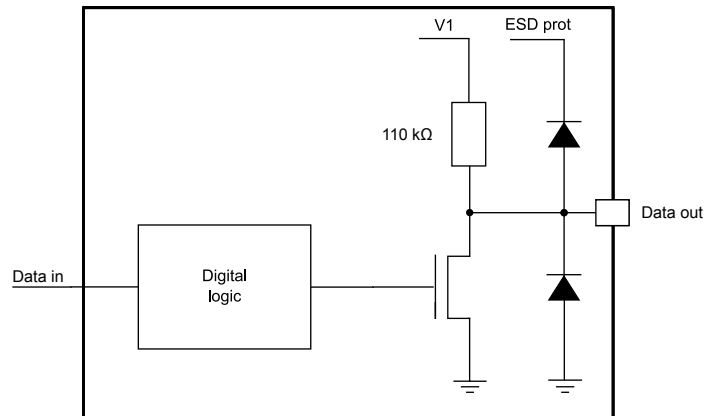 V1
ESD prot
110 kΩ
Data out
Data in
Digital
logic